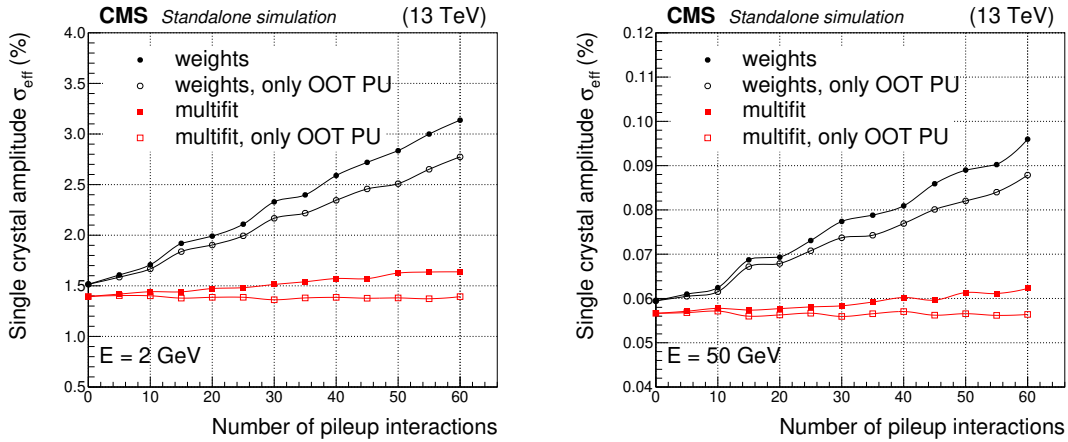 CMS Standalone simulation (13 TeV)
Single crystal amplitude σeff (%)
4.0
3.5
3.0
2.5
2.0
1.5
1.0
0.5
weights
weights, only OOT PU
multifit
multifit, only OOT PU
E = 2 GeV
0 10 20 30 40 50 60
Number of pileup interactions
CMS Standalone simulation (13 TeV)
Single crystal amplitude σeff (%)
0.12
0.11
0.10
0.09
0.08
0.07
0.06
0.05
0.04
weights
weights, only OOT PU
multifit
multifit, only OOT PU
E = 50 GeV
0 10 20 30 40 50 60
Number of pileup interactions